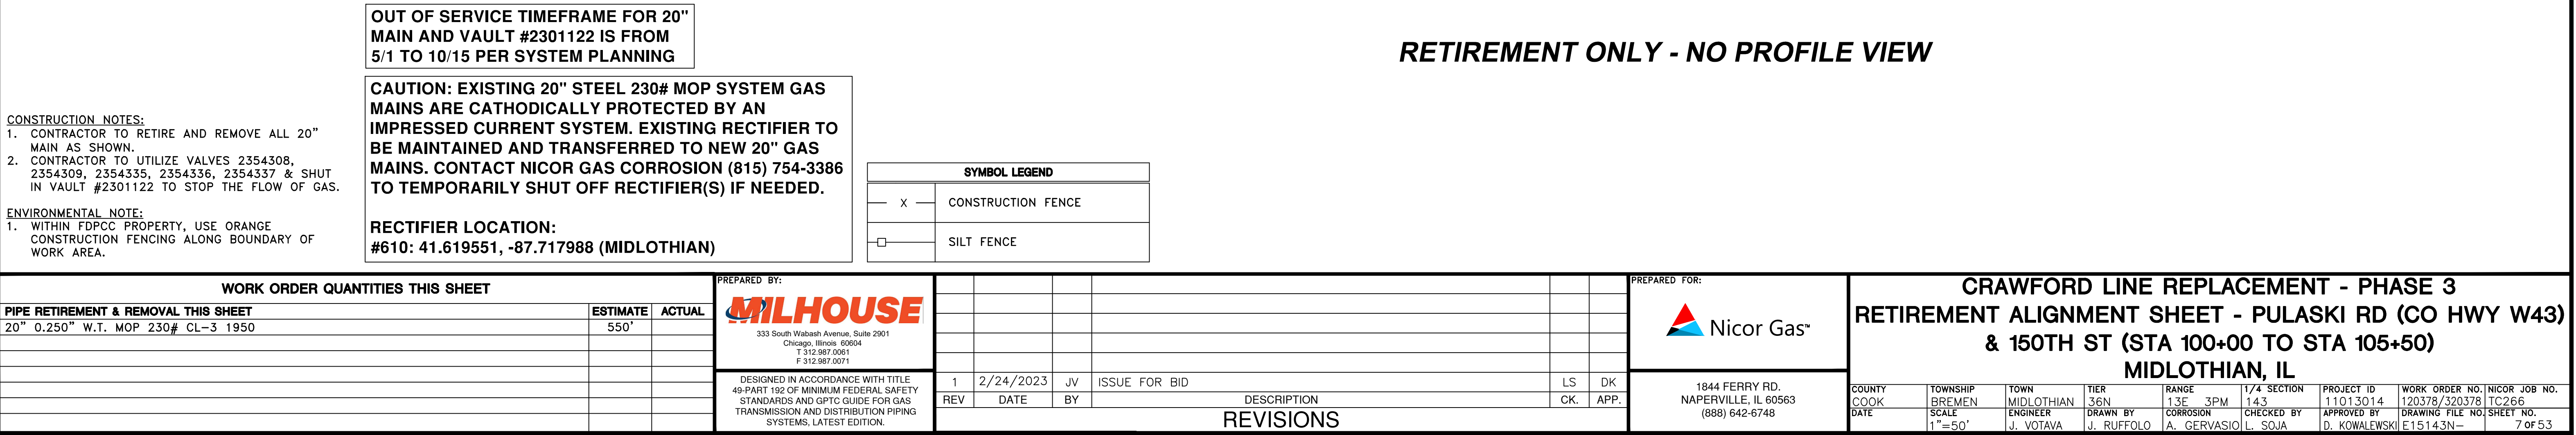 OUT OF SERVICE TIMEFRAME FOR 20"
MAIN AND VAULT #2301122 IS FROM
5/1 TO 10/15 PER SYSTEM PLANNING
RETIREMENT ONLY - NO PROFILE VIEW
CONSTRUCTION NOTES:
1. CONTRACTOR TO RETIRE AND REMOVE ALL 20"
MAIN AS SHOWN.
2. CONTRACTOR TO UTILIZE VALVES 2354308,
2354309, 2354335, 2354336, 2354337 & SHUT
IN VAULT #2301122 TO STOP THE FLOW OF GAS.
ENVIRONMENTAL NOTE:
1. WITHIN FDPCC PROPERTY, USE ORANGE
CONSTRUCTION FENCING ALONG BOUNDARY OF
WORK AREA.
CAUTION: EXISTING 20" STEEL 230# MOP SYSTEM GAS
MAINS ARE CATHODICALLY PROTECTED BY AN
IMPRESSED CURRENT SYSTEM. EXISTING RECTIFIER TO
BE MAINTAINED AND TRANSFERRED TO NEW 20" GAS
MAINS. CONTACT NICOR GAS CORROSION (815) 754-3386
TO TEMPORARILY SHUT OFF RECTIFIER(S) IF NEEDED.
RECTIFIER LOCATION:
#610: 41.619551, -87.717988 (MIDLOTHIAN)
SYMBOL LEGEND
X CONSTRUCTION FENCE
SILT FENCE
WORK ORDER QUANTITIES THIS SHEET
PIPE RETIREMENT & REMOVAL THIS SHEET ESTIMATE ACTUAL
20" 0.250" W.T. MOP 230# CL-3 1950 550'
PREPARED BY:
MILHOUSE
333 South Wabash Avenue, Suite 2901
Chicago, Illinois 60604
T 312.987.0061
F 312.987.0071
DESIGNED IN ACCORDANCE WITH TITLE
49-PART 192 OF MINIMUM FEDERAL SAFETY
STANDARDS AND GPTC GUIDE FOR GAS
TRANSMISSION AND DISTRIBUTION PIPING
SYSTEMS, LATEST EDITION.
1 2/24/2023 JV ISSUE FOR BID LS DK
REV DATE BY DESCRIPTION CK. APP.
REVISIONS
PREPARED FOR:
Nicor Gas™
1844 FERRY RD.
NAPERVILLE, IL 60563
(888) 642-6748
CRAWFORD LINE REPLACEMENT - PHASE 3
RETIREMENT ALIGNMENT SHEET - PULASKI RD (CO HWY W43)
& 150TH ST (STA 100+00 TO STA 105+50)
MIDLOTHIAN, IL
COUNTY TOWNSHIP TOWN TIER RANGE 1/4 SECTION PROJECT ID WORK ORDER NO. NICOR JOB NO.
COOK BREMEN MIDLOTHIAN 36N 13E 3PM 143 11013014 120378/320378 TC266
DATE SCALE ENGINEER DRAWN BY CORROSION CHECKED BY APPROVED BY DRAWING FILE NO. SHEET NO.
1"=50' J. VOTAVA J. RUFFOLO A. GERVASIO L. SOJA D. KOWALEWSKI E15143N- 7 OF 53